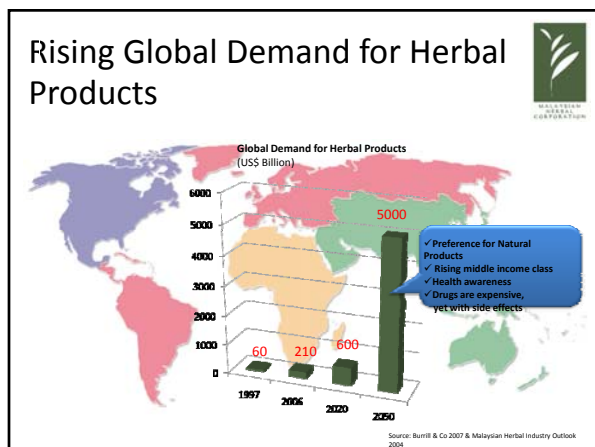 Rising Global Demand for Herbal
Products
MALAYSIAN
HERBAL
CORPORATION
Global Demand for Herbal Products
(US$ Billion)
6000
5000
4000
3000
2000
1000
0
60
210
600
5000
1997
2006
2020
2050
✓Preference for Natural
Products
✓ Rising middle income class
✓Health awareness
✓Drugs are expensive,
yet with side effects
Source: Burrill & Co 2007 & Malaysian Herbal Industry Outlook
2004